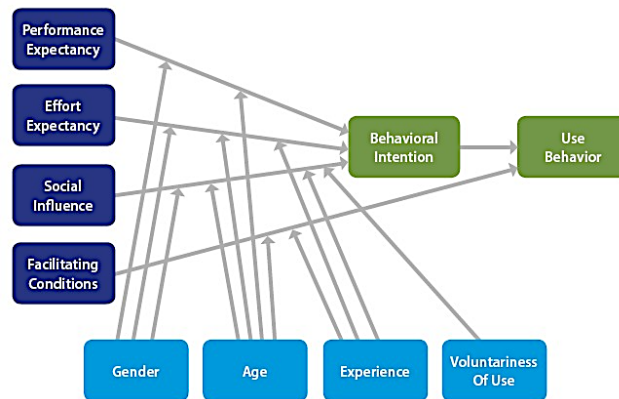 Performance
Expectancy
Effort
Expectancy
Social
Influence
Facilitating
Conditions
Behavioral
Intention
Use
Behavior
Gender
Age
Experience
Voluntariness
Of Use